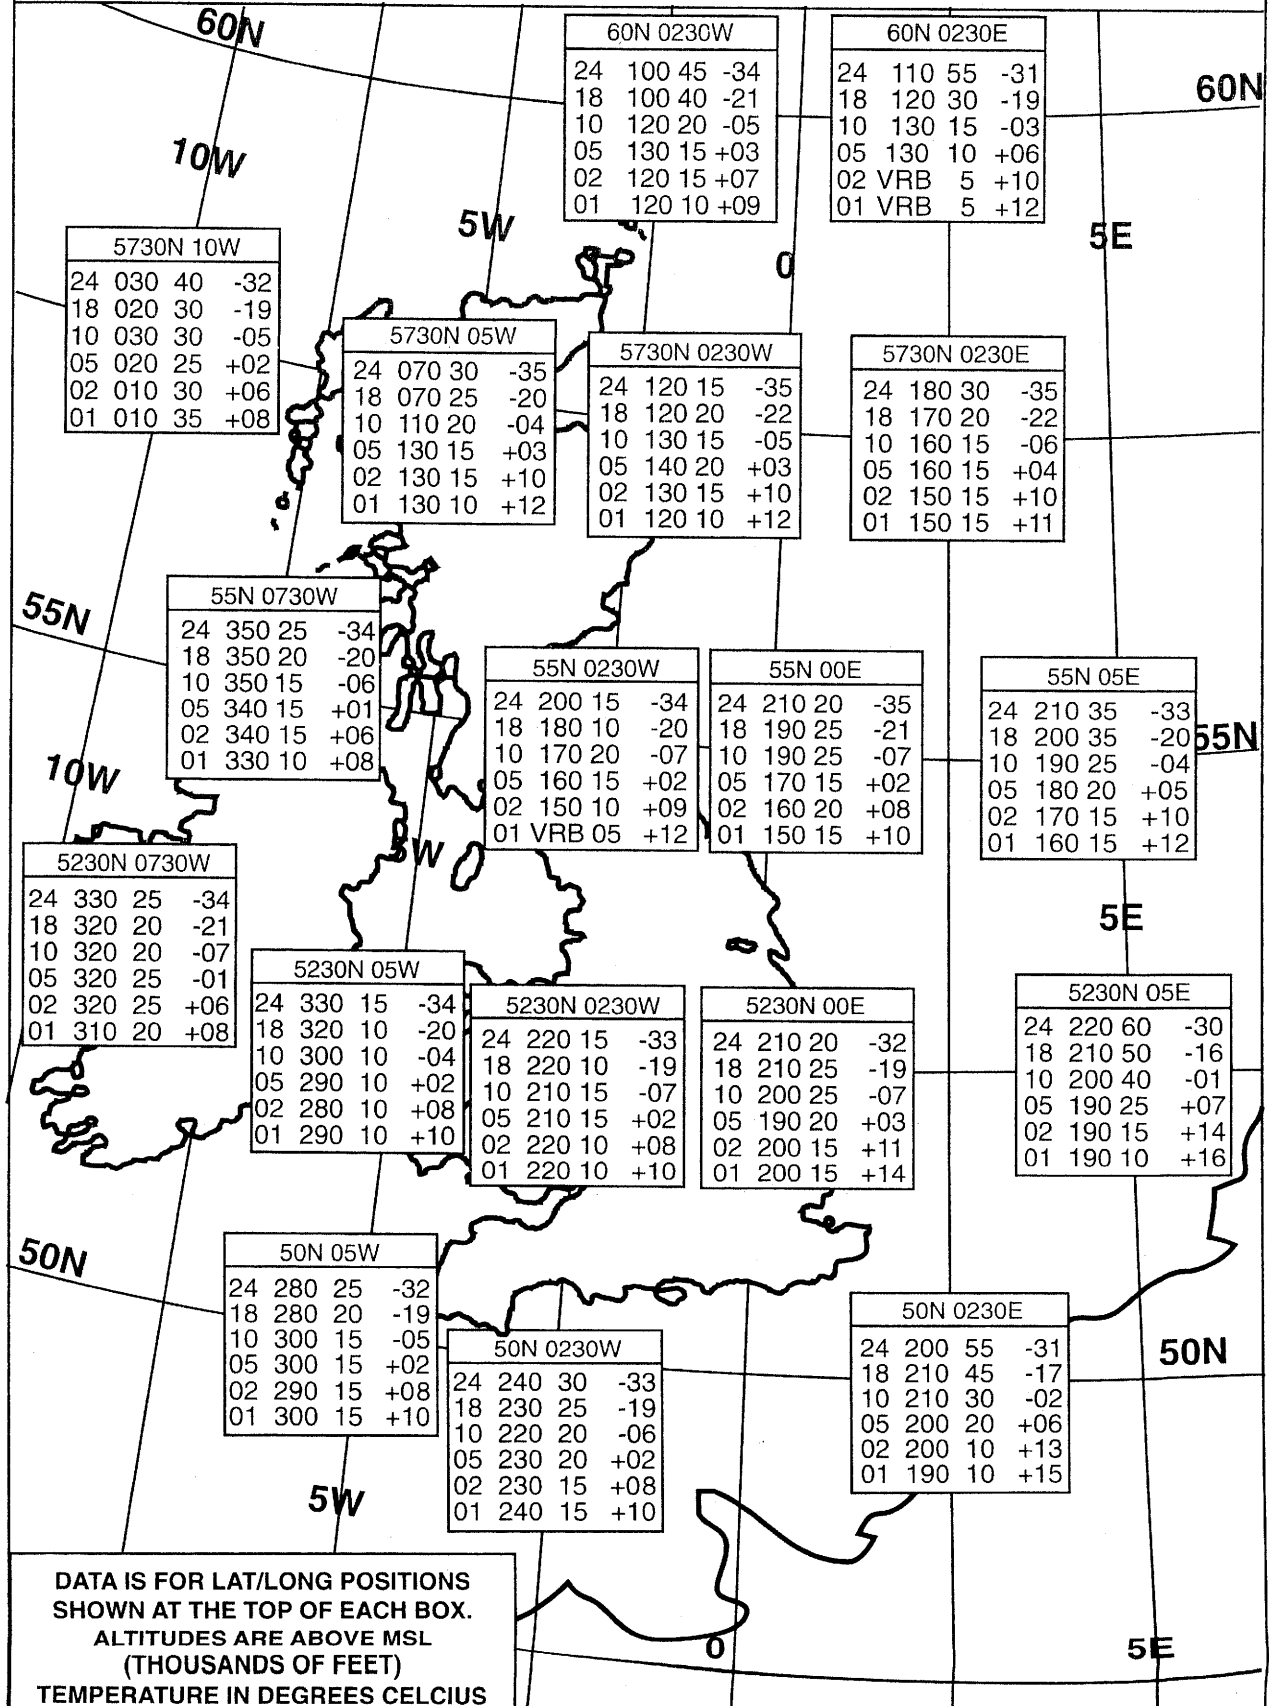 60N
60N 0230W
24 100 45 -34
18 100 40 -21
10 120 20 -05
05 130 15 +03
02 120 15 +07
01 120 10 +09
60N 0230E
24 110 55 -31
18 120 30 -19
10 130 15 -03
05 130 10 +06
02 VRB 5 +10
01 VRB 5 +12
60N
10W
5W
0
5E
5730N 10W
24 030 40 -32
18 020 30 -19
10 030 30 -05
05 020 25 +02
02 010 30 +06
01 010 35 +08
5730N 05W
24 070 30 -35
18 070 25 -20
10 110 20 -04
05 130 15 +03
02 130 15 +10
01 130 10 +12
5730N 0230W
24 120 15 -35
18 120 20 -22
10 130 15 -05
05 140 20 +03
02 130 15 +10
01 120 10 +12
5730N 0230E
24 180 30 -35
18 170 20 -22
10 160 15 -06
05 160 15 +04
02 150 15 +10
01 150 15 +11
55N
55N 0730W
24 350 25 -34
18 350 20 -20
10 350 15 -06
05 340 15 +01
02 340 15 +06
01 330 10 +08
55N 0230W
24 200 15 -34
18 180 10 -20
10 170 20 -07
05 160 15 +02
02 150 10 +09
01 VRB 05 +12
55N 00E
24 210 20 -35
18 190 25 -21
10 190 25 -07
05 170 15 +02
02 160 20 +08
01 150 15 +10
55N 05E
24 210 35 -33
18 200 35 -20
10 190 25 -04
05 180 20 +05
02 170 15 +10
01 160 15 +12
55N
10W
5W
5E
5230N 0730W
24 330 25 -34
18 320 20 -21
10 320 20 -07
05 320 25 -01
02 320 25 +06
01 310 20 +08
5230N 05W
24 330 15 -34
18 320 10 -20
10 300 10 -04
05 290 10 +02
02 280 10 +08
01 290 10 +10
5230N 0230W
24 220 15 -33
18 220 10 -19
10 210 15 -07
05 210 15 +02
02 220 10 +08
01 220 10 +10
5230N 00E
24 210 20 -32
18 210 25 -19
10 200 25 -07
05 190 20 +03
02 200 15 +11
01 200 15 +14
5230N 05E
24 220 60 -30
18 210 50 -16
10 200 40 -01
05 190 25 +07
02 190 15 +14
01 190 10 +16
50N
50N 05W
24 280 25 -32
18 280 20 -19
10 300 15 -05
05 300 15 +02
02 290 15 +08
01 300 15 +10
50N 0230W
24 240 30 -33
18 230 25 -19
10 220 20 -06
05 230 20 +02
02 230 15 +08
01 240 15 +10
50N 0230E
24 200 55 -31
18 210 45 -17
10 210 30 -02
05 200 20 +06
02 200 10 +13
01 190 10 +15
50N
5W
0
5E
DATA IS FOR LAT/LONG POSITIONS
SHOWN AT THE TOP OF EACH BOX.
ALTITUDES ARE ABOVE MSL
(THOUSANDS OF FEET)
TEMPERATURE IN DEGREES CELCIUS